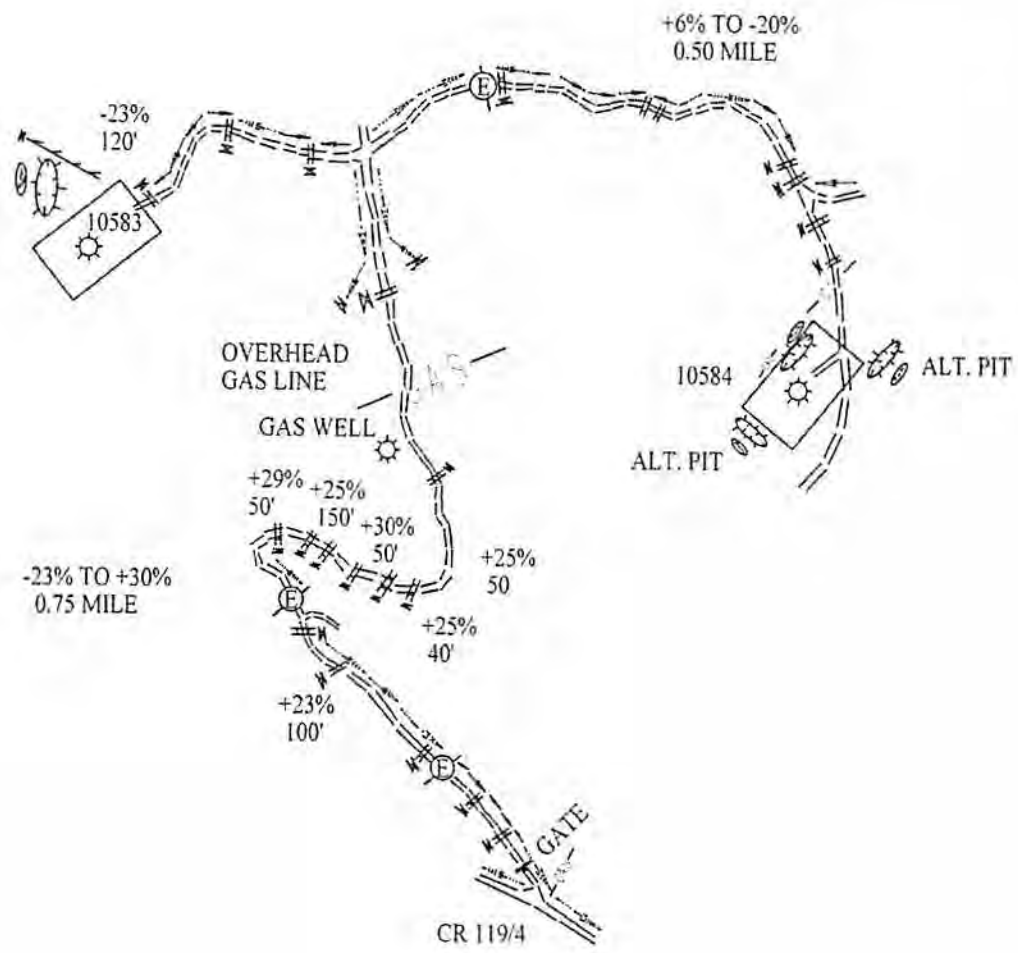 +6% TO -20%
0.50 MILE
E
-23%
120'
10583
OVERHEAD
GAS LINE
GAS
GAS WELL
10584
ALT. PIT
ALT. PIT
+29%
50'
+25%
150'
+30%
50'
+25%
50
-23% TO +30%
0.75 MILE
E
+25%
40'
+23%
100'
E
GATE
CR 119/4